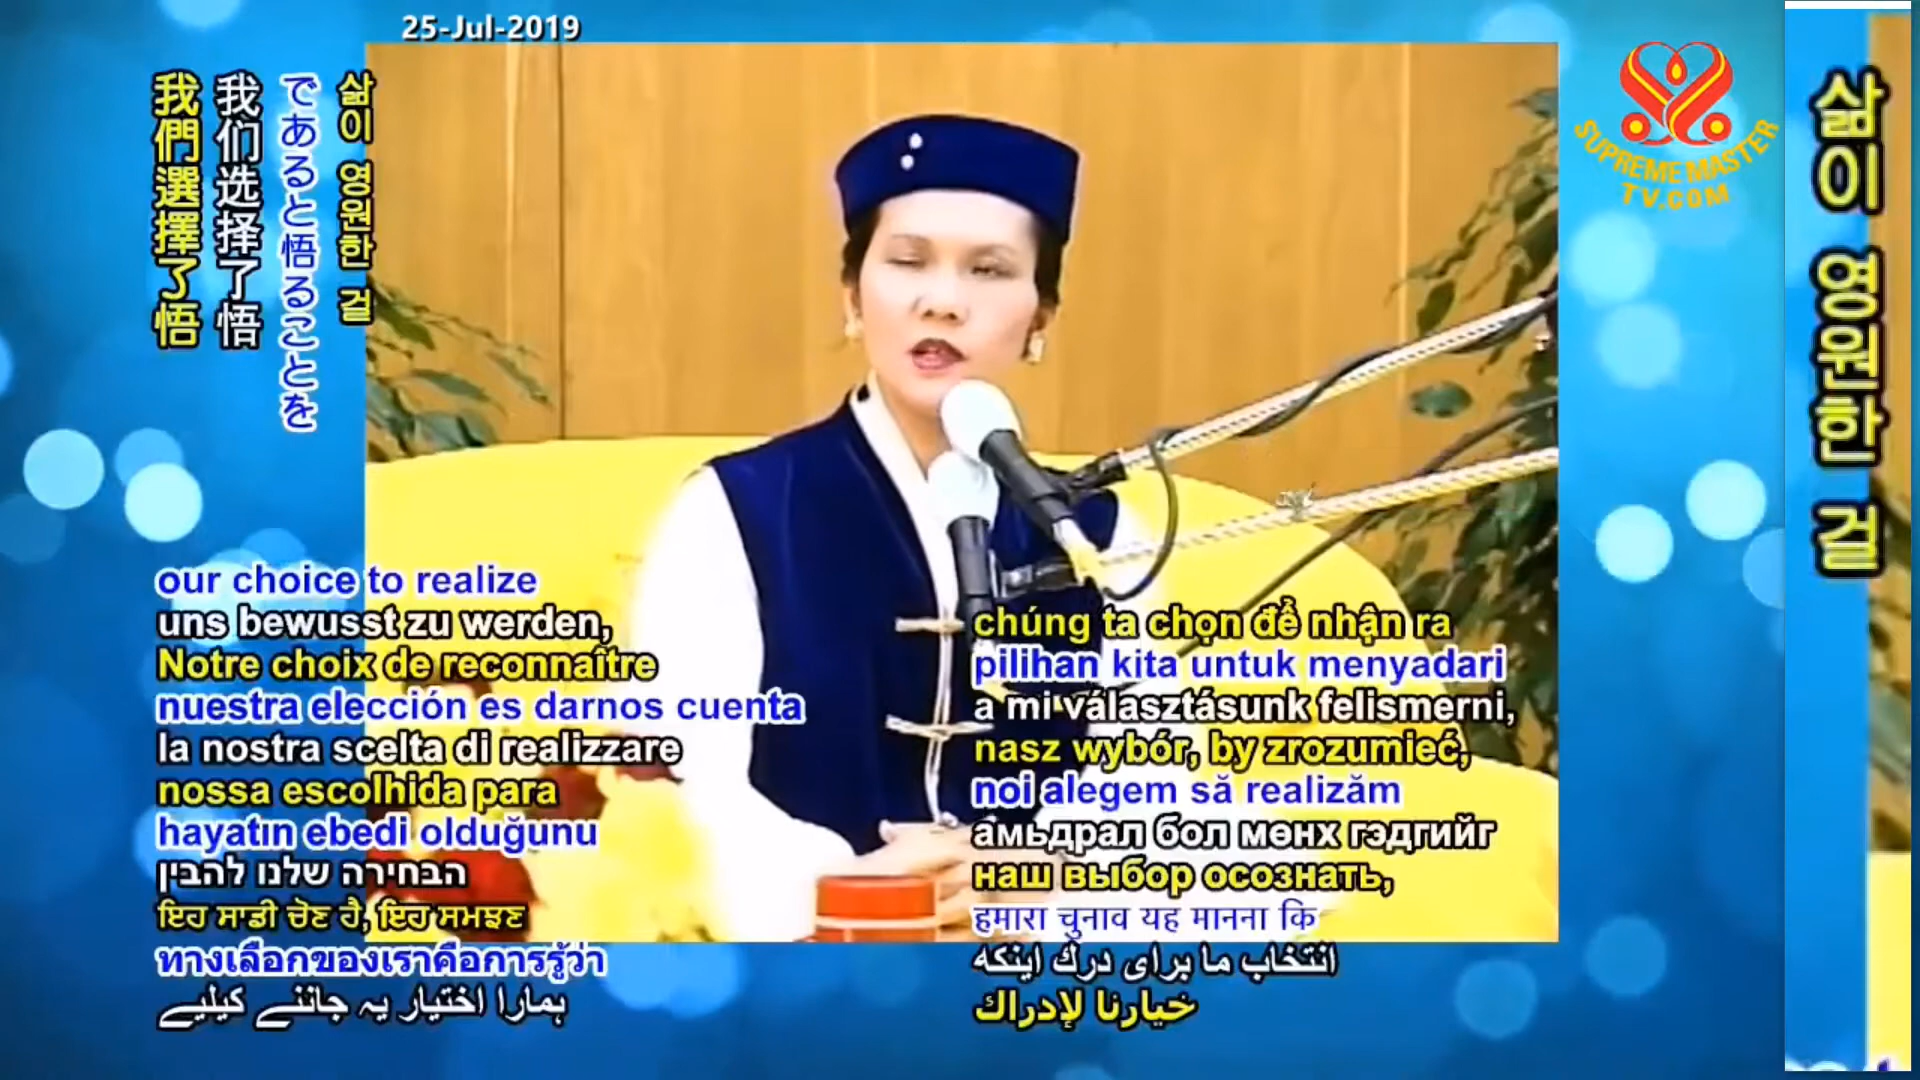 25-Jul-2019
我們選擇了悟
我们选择了悟
であると悟ることを
삶이 영원한 걸
SUPREME MASTER
TV.COM
삶이 영원한 걸
our choice to realize
uns bewusst zu werden,
Notre choix de reconnaître
nuestra elección es darnos cuenta
la nostra scelta di realizzare
nossa escolhida para
hayatın ebedi olduğunu
הבחירה שלנו להבין
ਇਹ ਸਾਡੀ ਚੋਣ ਹੈ, ਇਹ ਸਮਝਣ
ทางเลือกของเราคือการรู้ว่า
ہمارا اختیار یہ جاننے کیلیے
chúng ta chọn để nhận ra
pilihan kita untuk menyadari
a mi választásunk felismerni,
nasz wybór, by zrozumieć,
noi alegem să realizăm
амьдрал бол мөнх гэдгийг
наш выбор осознать,
हमारा चुनाव यह मानना कि
انتخاب ما برای درك اینکه
خيارنا لإدراك